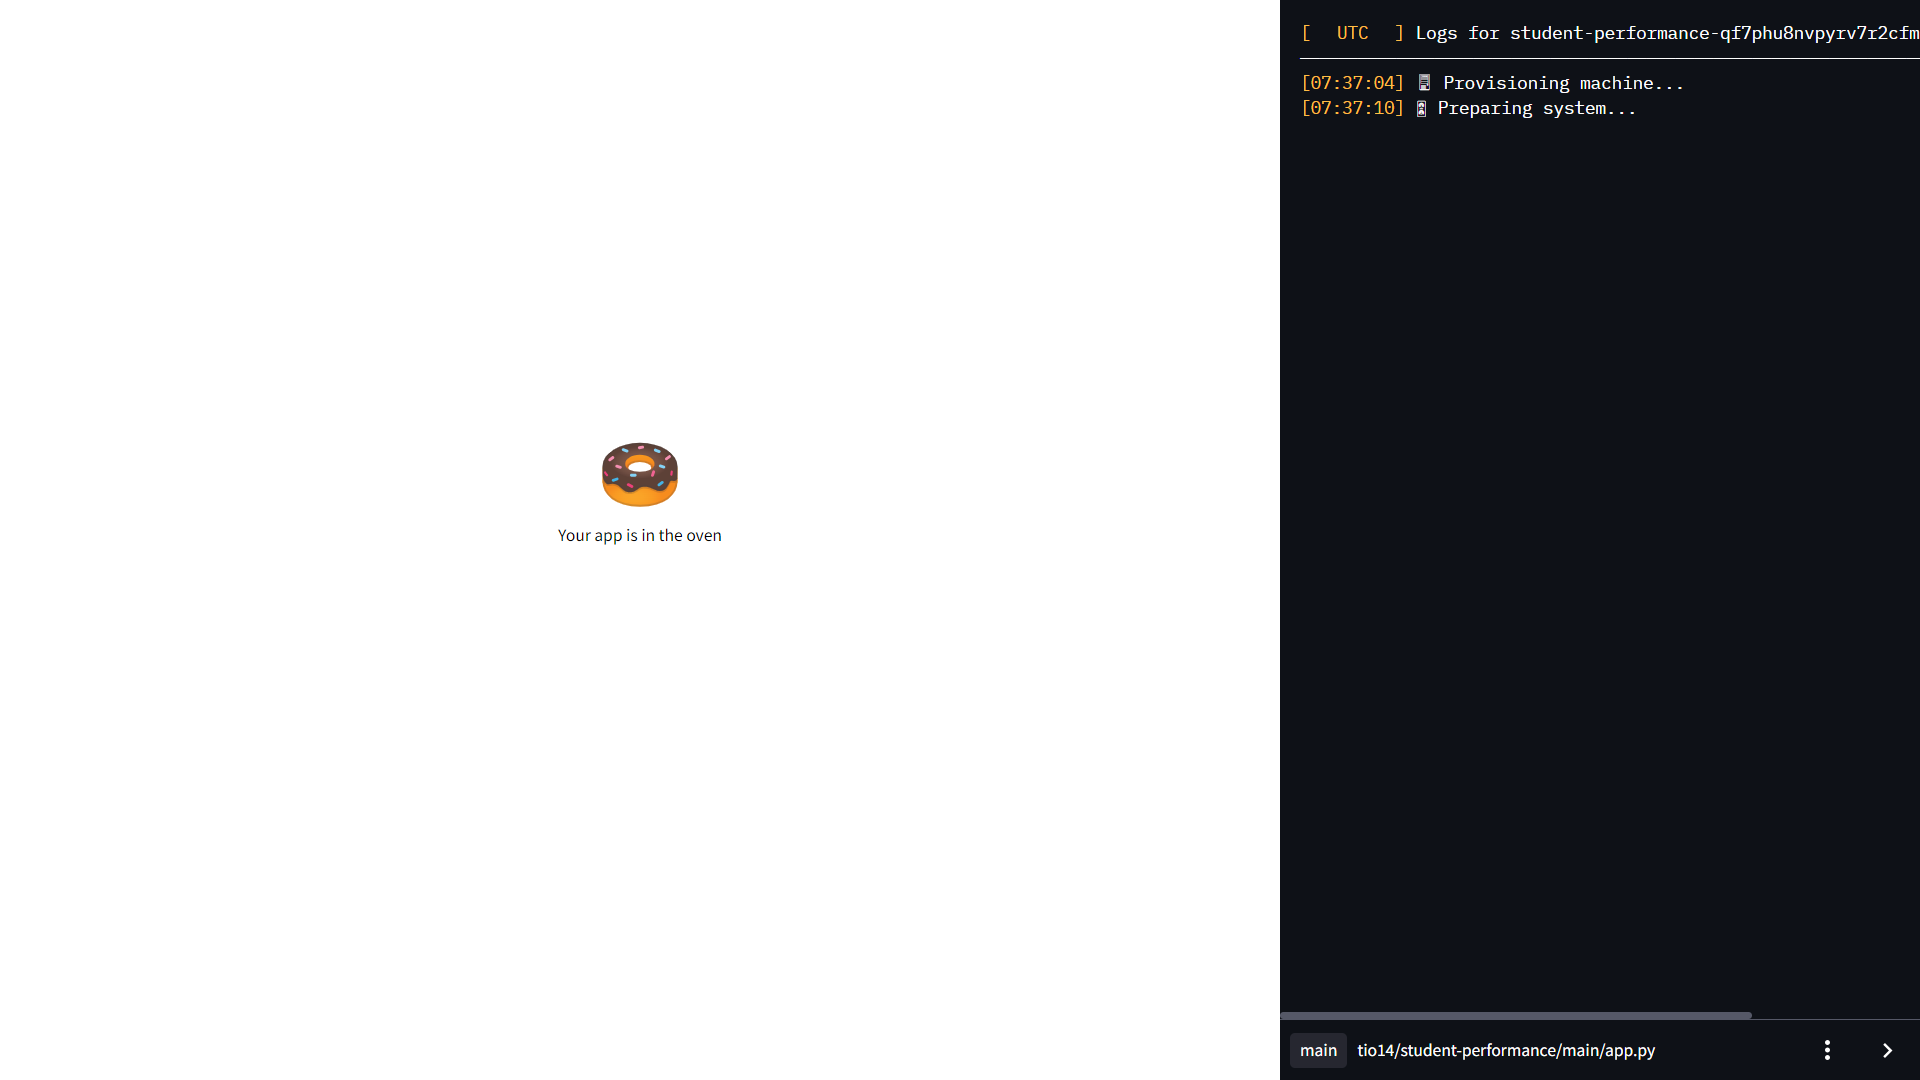 Your app is in the oven
[ UTC ] Logs for student-performance-qf7phu8nvpyrv7r2cfm
[07:37:04] 🖥 Provisioning machine...
[07:37:10] 🎛 Preparing system...
main tio14/student-performance/main/app.py